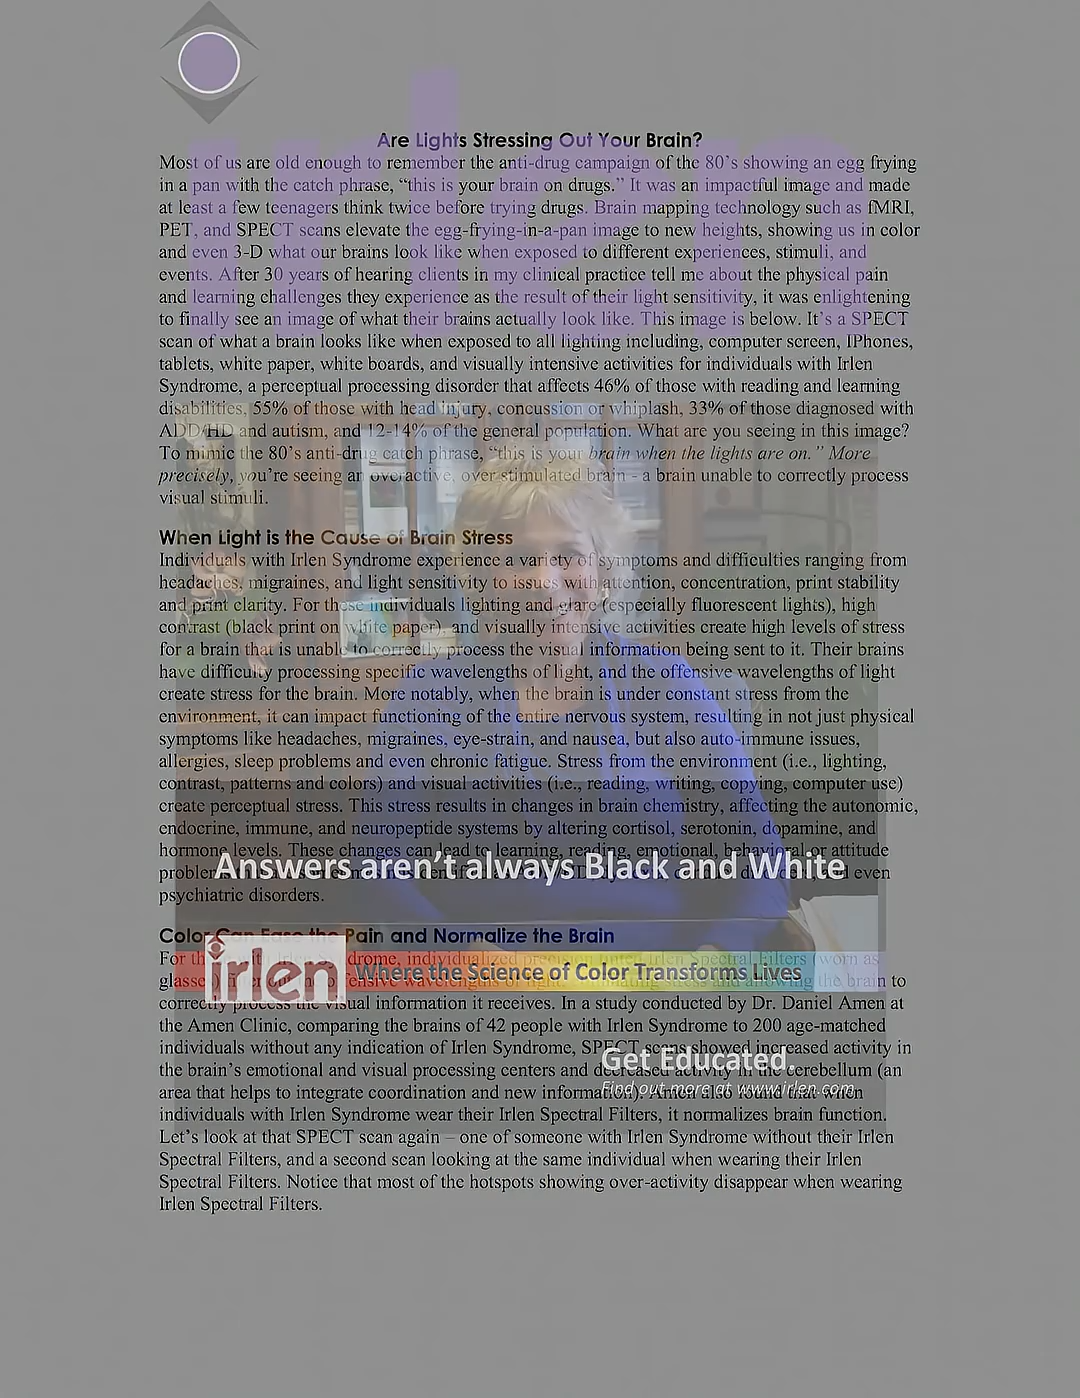 irlen
Are Lights Stressing Out Your Brain?
Most of us are old enough to remember the anti-drug campaign of the 80's showing an egg frying
in a pan with the catch phrase, “this is your brain on drugs.” It was an impactful image and made
at least a few teenagers think twice before trying drugs. Brain mapping technology such as fMRI,
PET, and SPECT scans elevate the egg-frying-in-a-pan image to new heights, showing us in color
and even 3-D what our brains look like when exposed to different experiences, stimuli, and
events. After 30 years of hearing clients in my clinical practice tell me about the physical pain
and learning challenges they experience as the result of their light sensitivity, it was enlightening
to finally see an image of what their brains actually look like. This image is below. It's a SPECT
scan of what a brain looks like when exposed to all lighting including, computer screen, IPhones,
tablets, white paper, white boards, and visually intensive activities for individuals with Irlen
Syndrome, a perceptual processing disorder that affects 46% of those with reading and learning
disabilities, 55% of those with head injury, concussion or whiplash, 33% of those diagnosed with
ADD/HD and autism, and 12-14% of the general population. What are you seeing in this image?
To mimic the 80's anti-drug catch phrase, “this is your brain when the lights are on.” More
precisely, you're seeing an overactive, over-stimulated brain - a brain unable to correctly process
visual stimuli.
When Light is the Cause of Brain Stress
Individuals with Irlen Syndrome experience a variety of symptoms and difficulties ranging from
headaches, migraines, and light sensitivity to issues with attention, concentration, print stability
and print clarity. For these individuals lighting and glare (especially fluorescent lights), high
contrast (black print on white paper), and visually intensive activities create high levels of stress
for a brain that is unable to correctly process the visual information being sent to it. Their brains
have difficulty processing specific wavelengths of light, and the offensive wavelengths of light
create stress for the brain. More notably, when the brain is under constant stress from the
environment, it can impact functioning of the entire nervous system, resulting in not just physical
symptoms like headaches, migraines, eye-strain, and nausea, but also auto-immune issues,
allergies, sleep problems and even chronic fatigue. Stress from the environment (i.e., lighting,
contrast, patterns and colors) and visual activities (i.e., reading, writing, copying, computer use)
create perceptual stress. This stress results in changes in brain chemistry, affecting the autonomic,
endocrine, immune, and neuropeptide systems by altering cortisol, serotonin, dopamine, and
hormone levels. These changes can lead to learning, reading, emotional, behavioral or attitude
Answers aren't always Black and White
problems even
psychiatric disorders.
Color Can Ease the Pain and Normalize the Brain
For individualized Irlen Spectral Filters (worn as
irlen
Where the Science of Color Transforms Lives
glasses) offensive wavelengths of light, stress and allowing the brain to
correctly process the visual information it receives. In a study conducted by Dr. Daniel Amen at
the Amen Clinic, comparing the brains of 42 people with Irlen Syndrome to 200 age-matched
individuals without any indication of Irlen Syndrome, SPECT scans showed increased activity in
Get Educated.
the brain's emotional and visual processing centers and decreased activity in the cerebellum (an
Find out more at www.irlen.com
area that helps to integrate coordination and new information). Amen also found that when
individuals with Irlen Syndrome wear their Irlen Spectral Filters, it normalizes brain function.
Let's look at that SPECT scan again – one of someone with Irlen Syndrome without their Irlen
Spectral Filters, and a second scan looking at the same individual when wearing their Irlen
Spectral Filters. Notice that most of the hotspots showing over-activity disappear when wearing
Irlen Spectral Filters.